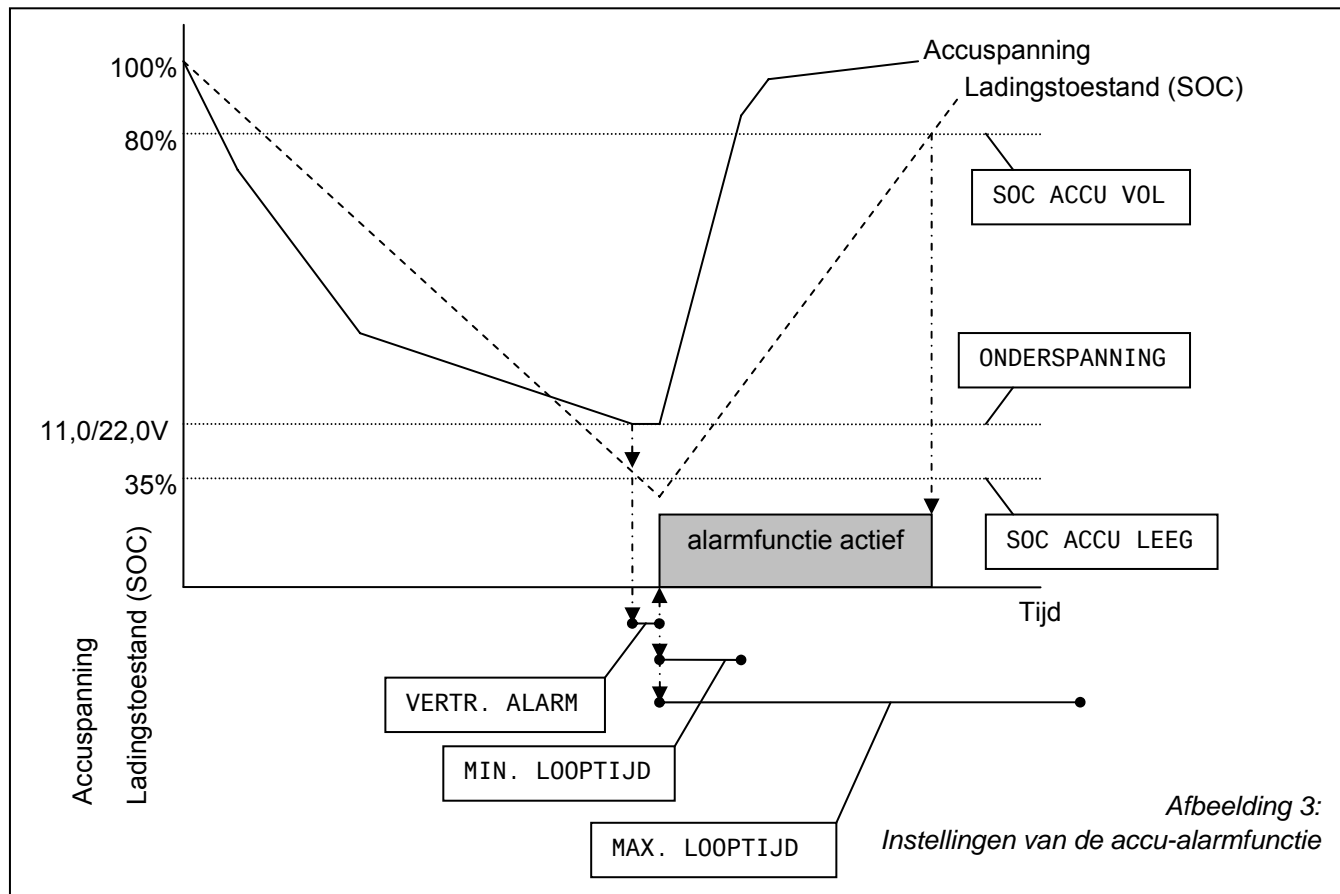 Accuspanning
100%
Ladingstoestand (SOC)
80%
SOC ACCU VOL
ONDERSPANNING
11,0/22,0V
35%
alarmfunctie actief
SOC ACCU LEEG
Tijd
Accuspanning
Ladingstoestand (SOC)
VERTR. ALARM
MIN. LOOPTIJD
MAX. LOOPTIJD
Afbeelding 3:
Instellingen van de accu-alarmfunctie